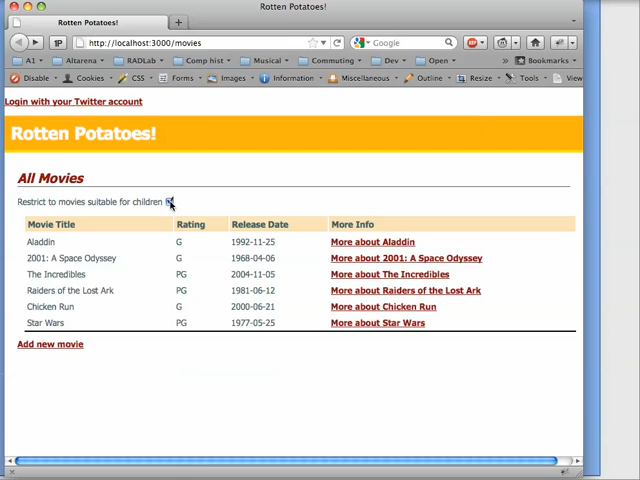 Rotten Potatoes!
Rotten Potatoes!
http://localhost:3000/movies
Google
A1 Altarena RADLab Comp hist Musical Commuting Dev Open » Bookmarks
Disable Cookies CSS Forms Images Information Miscellaneous Outline Resize Tools View
Login with your Twitter account
Rotten Potatoes!
All Movies
Restrict to movies suitable for children
Movie Title Rating Release Date More Info
Aladdin G 1992-11-25 More about Aladdin
2001: A Space Odyssey G 1968-04-06 More about 2001: A Space Odyssey
The Incredibles PG 2004-11-05 More about The Incredibles
Raiders of the Lost Ark PG 1981-06-12 More about Raiders of the Lost Ark
Chicken Run G 2000-06-21 More about Chicken Run
Star Wars PG 1977-05-25 More about Star Wars
Add new movie